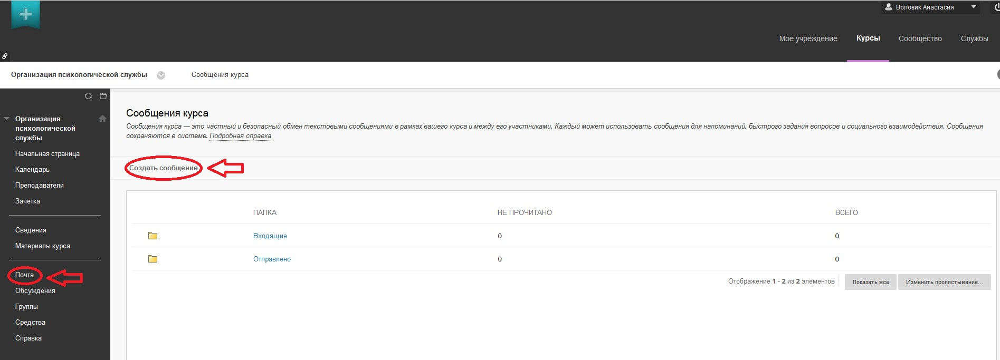 Воловик Анастасия
Мое учреждение Курсы Сообщество Службы
Организация психологической службы Сообщения курса
Организация
психологической
службы
Начальная страница
Календарь
Преподаватели
Зачётка
Сведения
Материалы курса
Почта
Обсуждения
Группы
Средства
Справка
Сообщения курса
Сообщения курса — это частный и безопасный обмен текстовыми сообщениями в рамках вашего курса и между его участниками. Каждый может использовать сообщения для напоминаний, быстрого задания вопросов и социального взаимодействия. Сообщения
сохраняются в системе. Подробная справка
Создать сообщение
ПАПКА НЕ ПРОЧИТАНО ВСЕГО
Входящие 0 0
Отправлено 0 0
Отображение 1 - 2 из 2 элементов Показать все Изменить пролистывание...